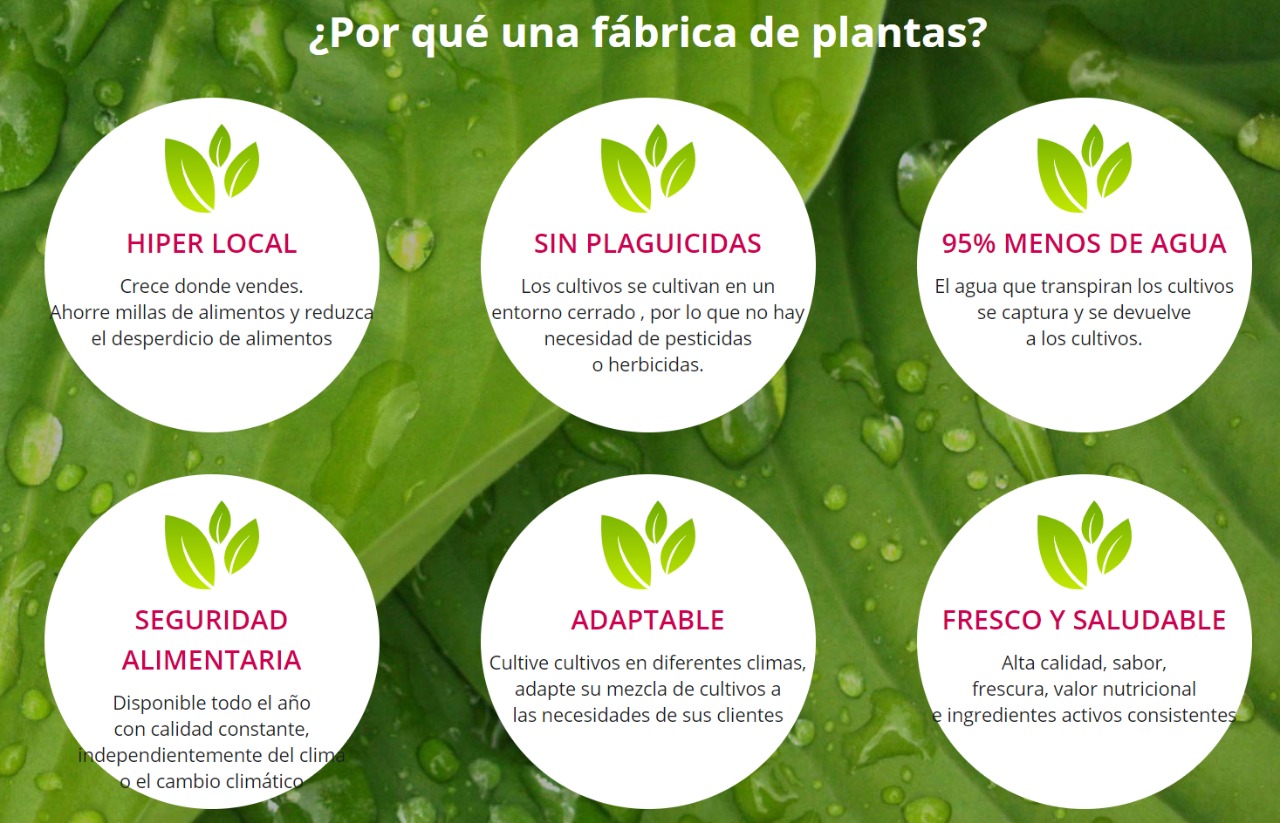 ¿Por qué una fábrica de plantas?
HIPER LOCAL
Crece donde vendes.
Ahorre millas de alimentos y reduzca
el desperdicio de alimentos
SIN PLAGUICIDAS
Los cultivos se cultivan en un
entorno cerrado , por lo que no hay
necesidad de pesticidas
o herbicidas.
95% MENOS DE AGUA
El agua que transpiran los cultivos
se captura y se devuelve
a los cultivos.
SEGURIDAD
ALIMENTARIA
Disponible todo el año
con calidad constante,
independientemente del clima
o el cambio climático
ADAPTABLE
Cultive cultivos en diferentes climas,
adapte su mezcla de cultivos a
las necesidades de sus clientes
FRESCO Y SALUDABLE
Alta calidad, sabor,
frescura, valor nutricional
e ingredientes activos consistentes